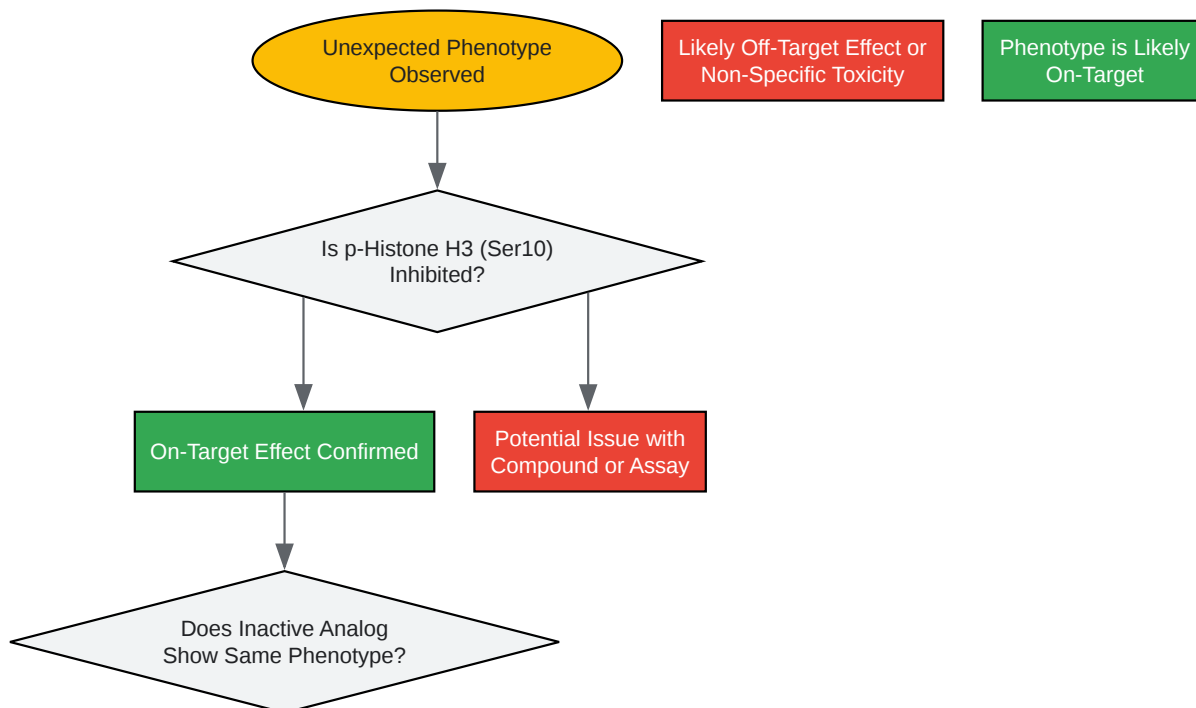 Unexpected Phenotype
Observed
Likely Off-Target Effect or
Non-Specific Toxicity
Phenotype is Likely
On-Target
Is p-Histone H3 (Ser10)
Inhibited?
On-Target Effect Confirmed
Potential Issue with
Compound or Assay
Does Inactive Analog
Show Same Phenotype?